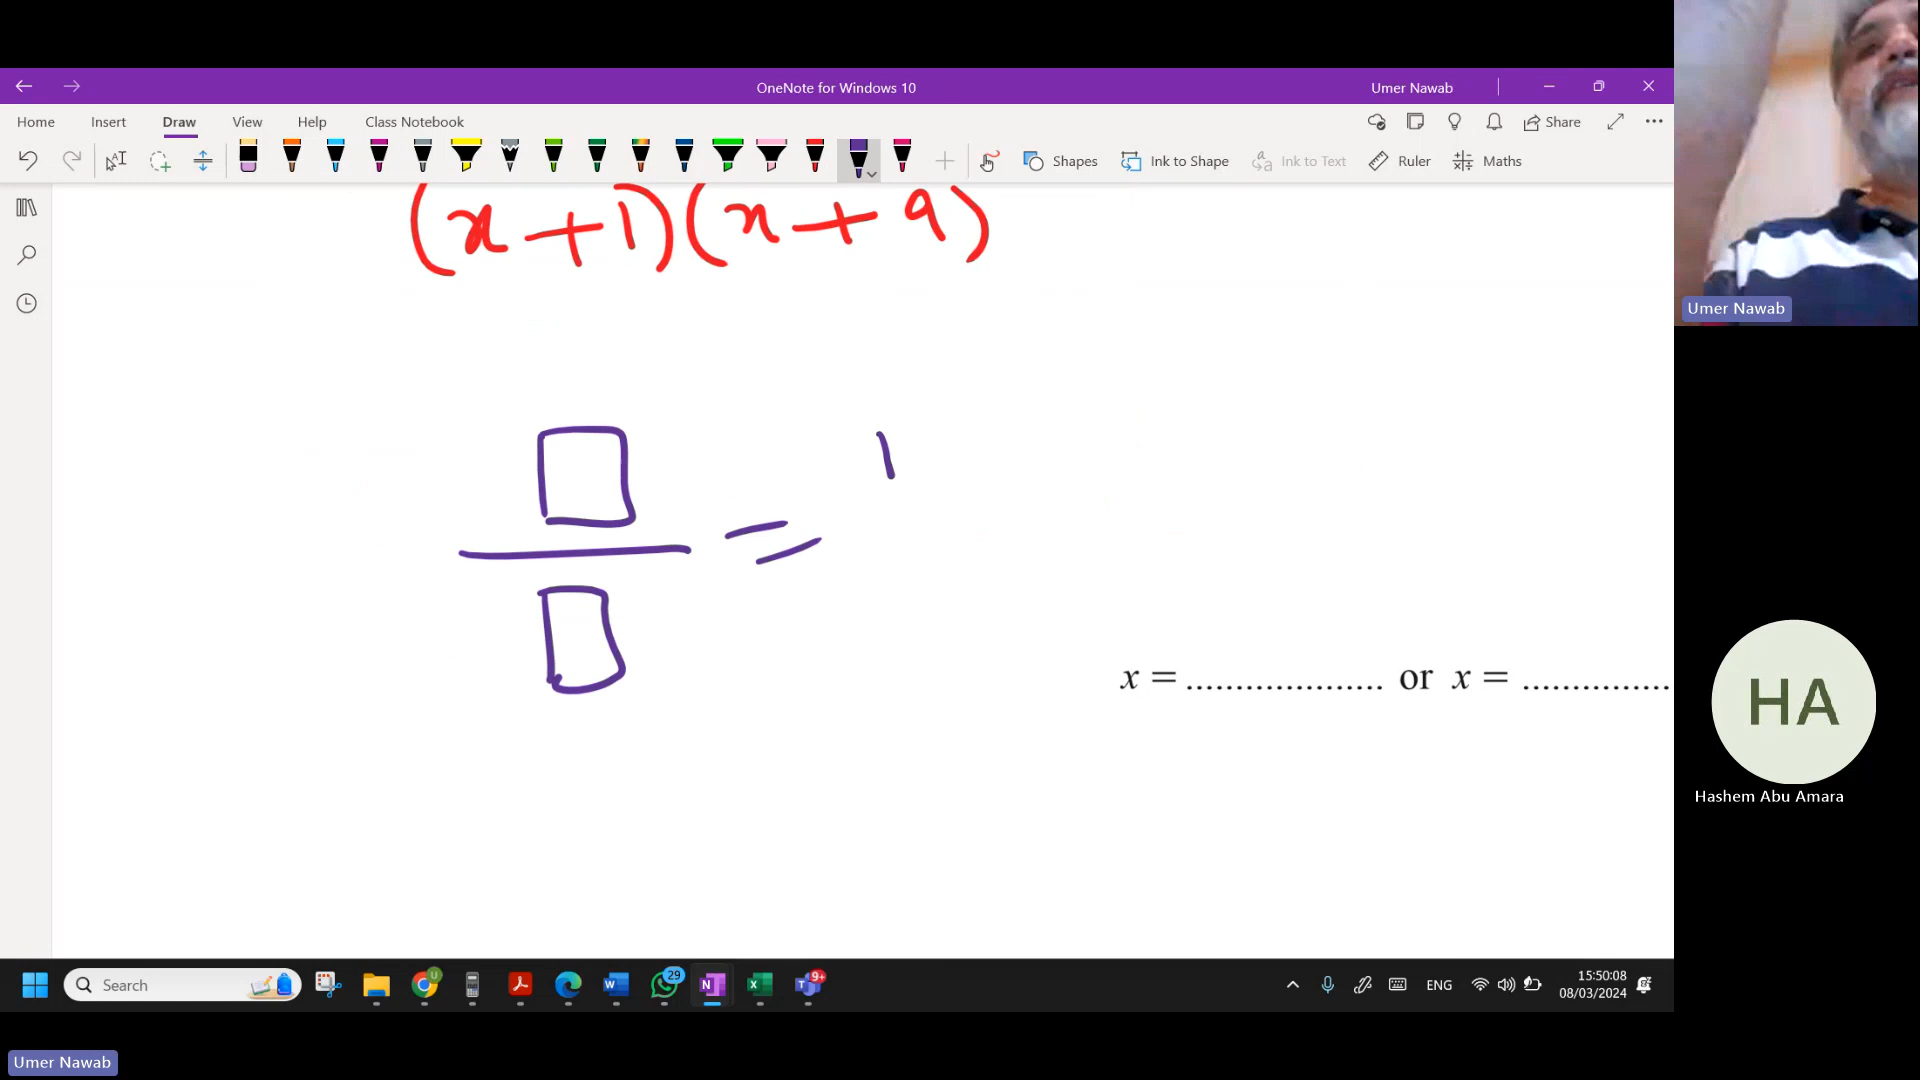 OneNote for Windows 10
Umer Nawab
Home Insert Draw View Help Class Notebook
Share
Shapes Ink to Shape Ink to Text Ruler Maths
(x+1)(x+9)
Umer Nawab
=
x = .................... or x = ...............
HA
Hashem Abu Amara
Search
29
9+
ENG
15:50:08
08/03/2024
Umer Nawab